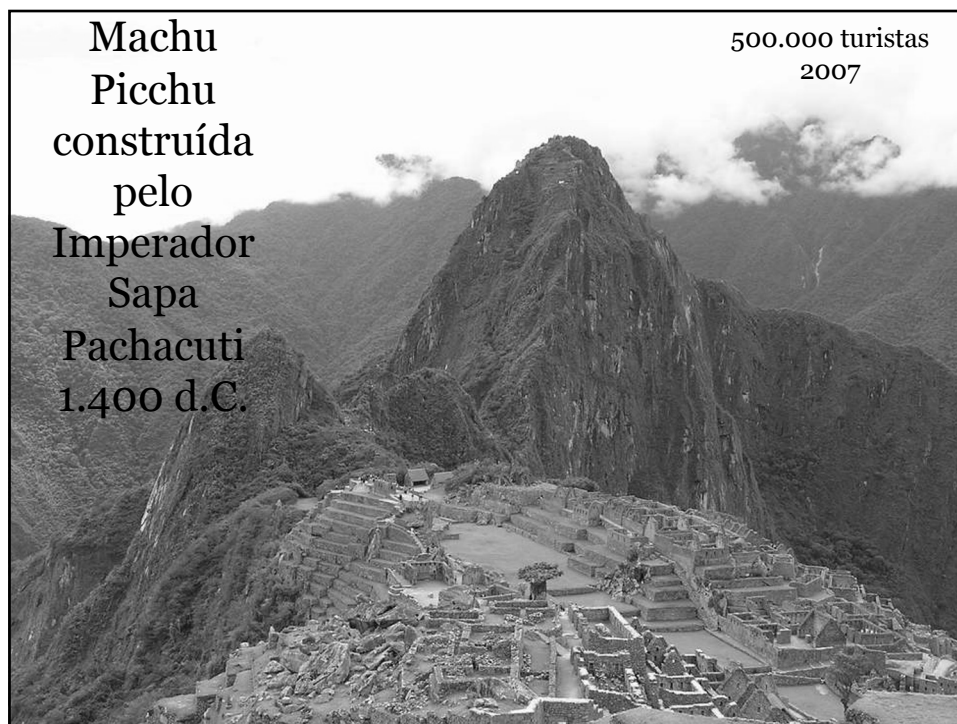 Machu
Picchu
construída
pelo
Imperador
Sapa
Pachacuti
1.400 d.C.
500.000 turistas
2007